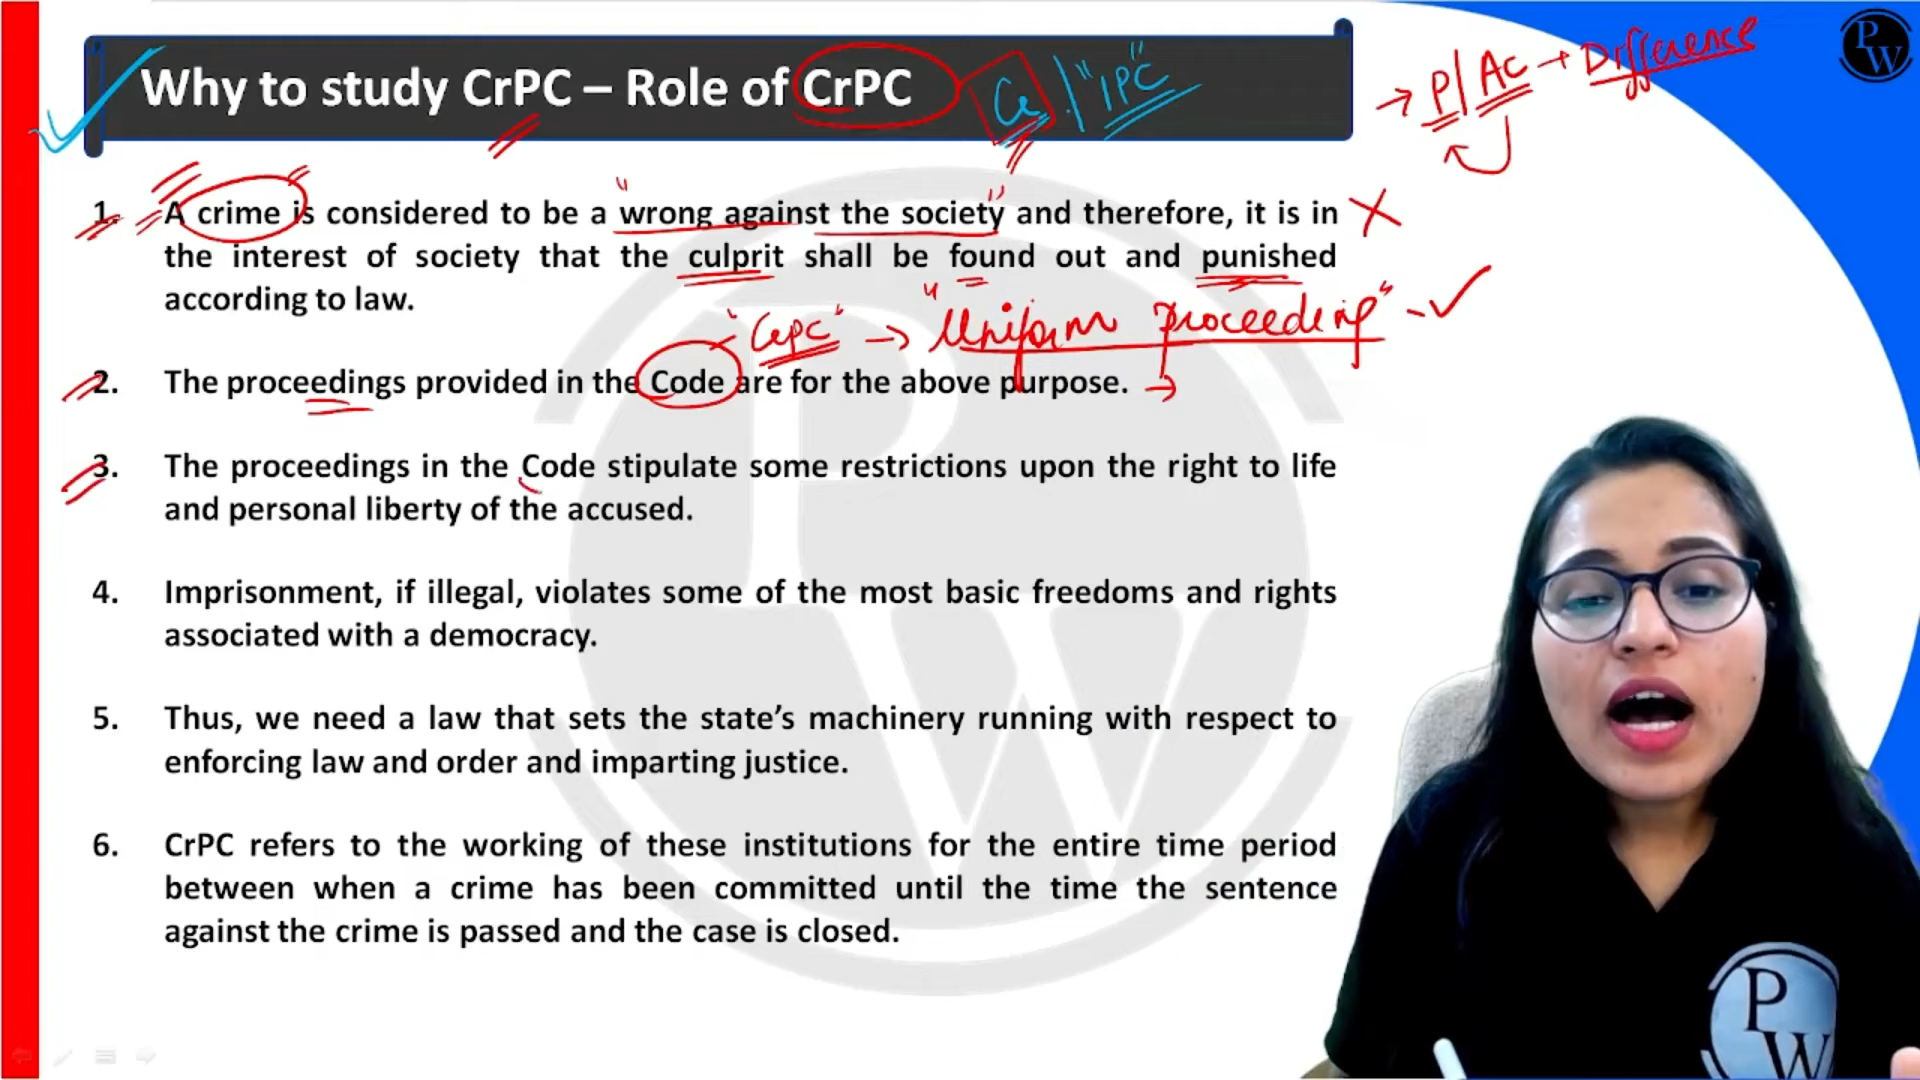 Why to study CrPC – Role of CrPC
Cr | "IPC"
→ P | Ac → Difference
PW
1. A crime is considered to be a "wrong against the society" and therefore, it is in
the interest of society that the culprit shall be found out and punished
according to law.
"CrPC" → "Uniform proceeding"
2. The proceedings provided in the Code are for the above purpose. →
3. The proceedings in the Code stipulate some restrictions upon the right to life
and personal liberty of the accused.
4. Imprisonment, if illegal, violates some of the most basic freedoms and rights
associated with a democracy.
5. Thus, we need a law that sets the state’s machinery running with respect to
enforcing law and order and imparting justice.
6. CrPC refers to the working of these institutions for the entire time period
between when a crime has been committed until the time the sentence
against the crime is passed and the case is closed.
PW
PW